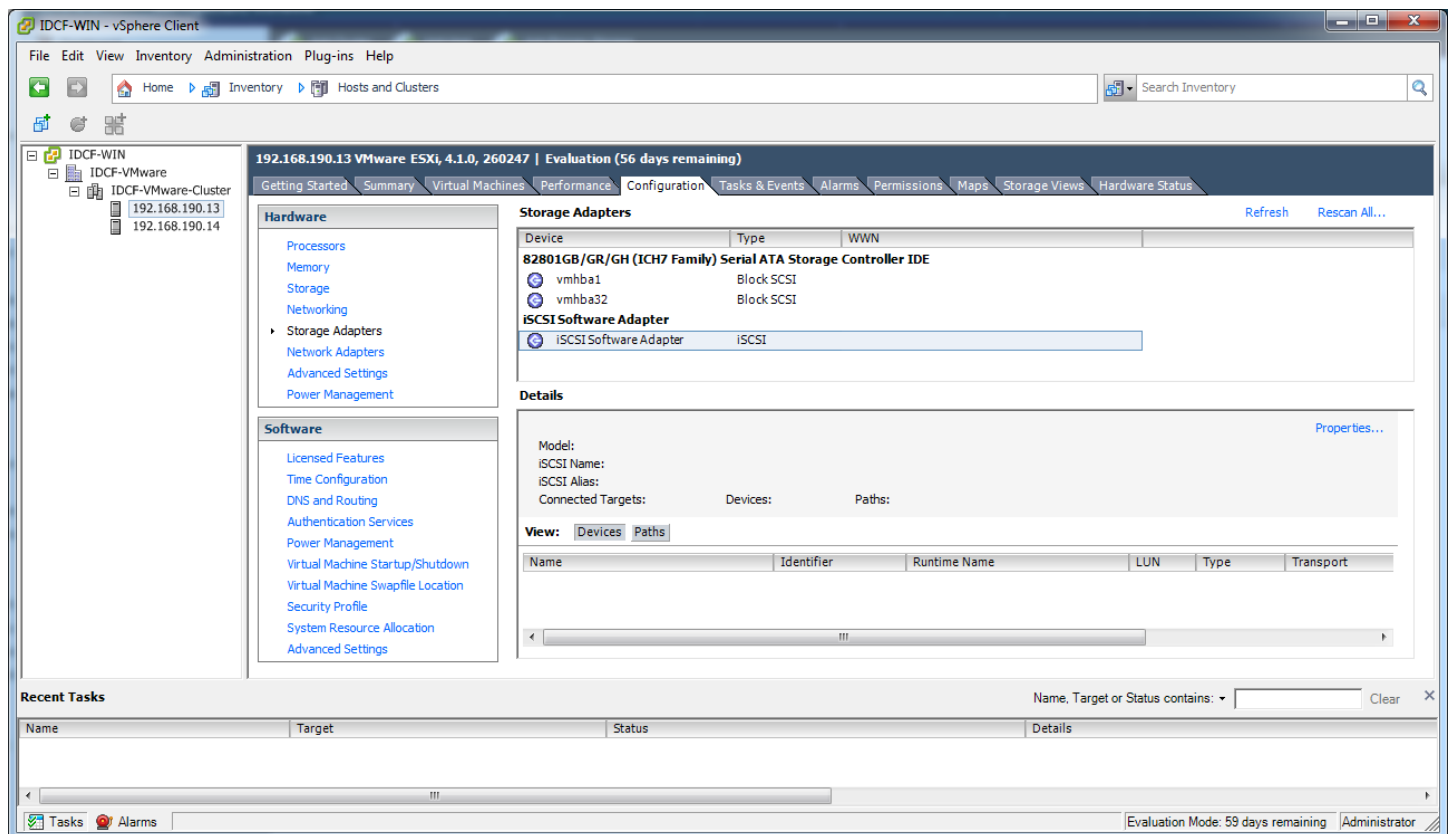 IDCF-WIN - vSphere Client
File Edit View Inventory Administration Plug-ins Help
Home Inventory Hosts and Clusters
Search Inventory
IDCF-WIN
IDCF-VMware
IDCF-VMware-Cluster
192.168.190.13
192.168.190.14
192.168.190.13 VMware ESXi, 4.1.0, 260247 | Evaluation (56 days remaining)
Getting Started Summary Virtual Machines Performance Configuration Tasks & Events Alarms Permissions Maps Storage Views Hardware Status
Hardware
Processors
Memory
Storage
Networking
Storage Adapters
Network Adapters
Advanced Settings
Power Management
Software
Licensed Features
Time Configuration
DNS and Routing
Authentication Services
Power Management
Virtual Machine Startup/Shutdown
Virtual Machine Swapfile Location
Security Profile
System Resource Allocation
Advanced Settings
Storage Adapters Refresh Rescan All...
Device Type WWN
82801GB/GR/GH (ICH7 Family) Serial ATA Storage Controller IDE
vmhba1 Block SCSI
vmhba32 Block SCSI
iSCSI Software Adapter
iSCSI Software Adapter iSCSI
Details
Properties...
Model:
iSCSI Name:
iSCSI Alias:
Connected Targets: Devices: Paths:
View: Devices Paths
Name Identifier Runtime Name LUN Type Transport
Recent Tasks Name, Target or Status contains: Clear
Name Target Status Details
Tasks Alarms Evaluation Mode: 59 days remaining Administrator